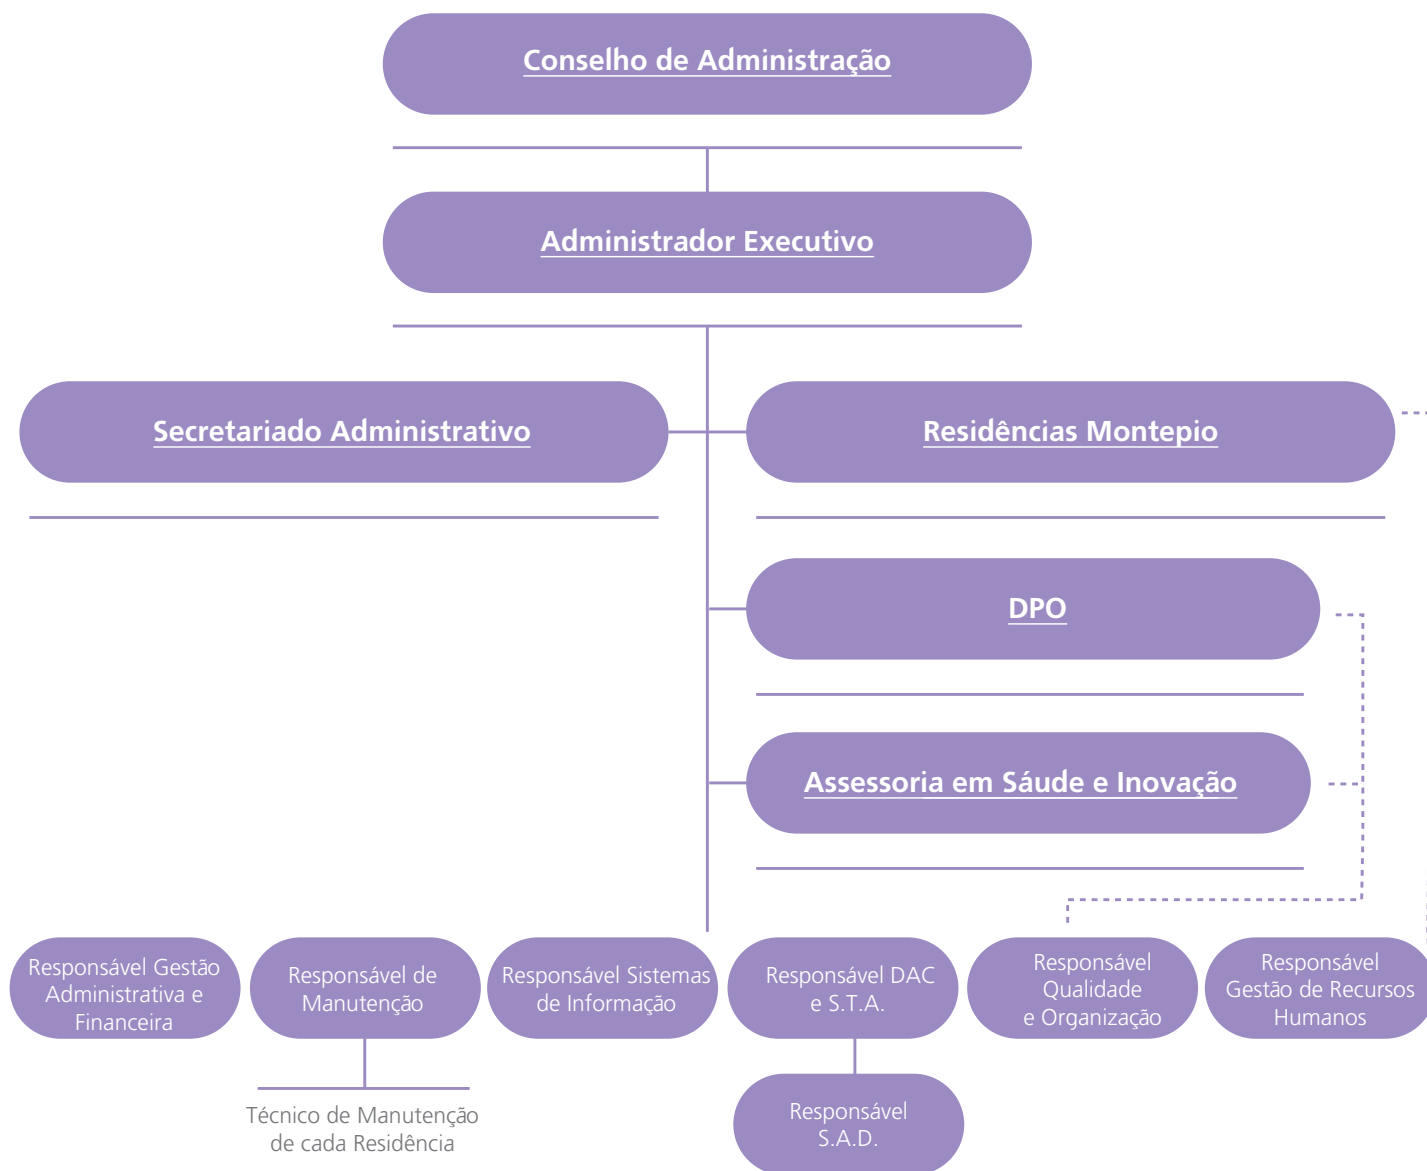 Conselho de Administração
Administrador Executivo
Secretariado Administrativo
Residências Montepio
DPO
Assessoria em Sáude e Inovação
Responsável Gestão
Administrativa e
Financeira
Responsável de
Manutenção
Responsável Sistemas
de Informação
Responsável DAC
e S.T.A.
Responsável
Qualidade
e Organização
Responsável
Gestão de Recursos
Humanos
Técnico de Manutenção
de cada Residência
Responsável
S.A.D.